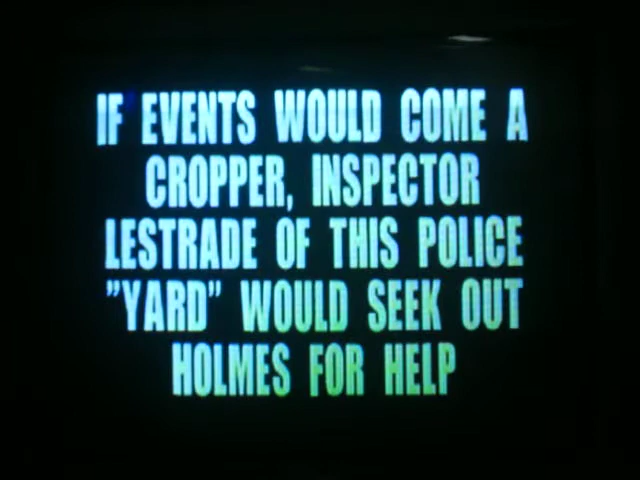 IF EVENTS WOULD COME A
CROPPER, INSPECTOR
LESTRADE OF THIS POLICE
"YARD" WOULD SEEK OUT
HOLMES FOR HELP